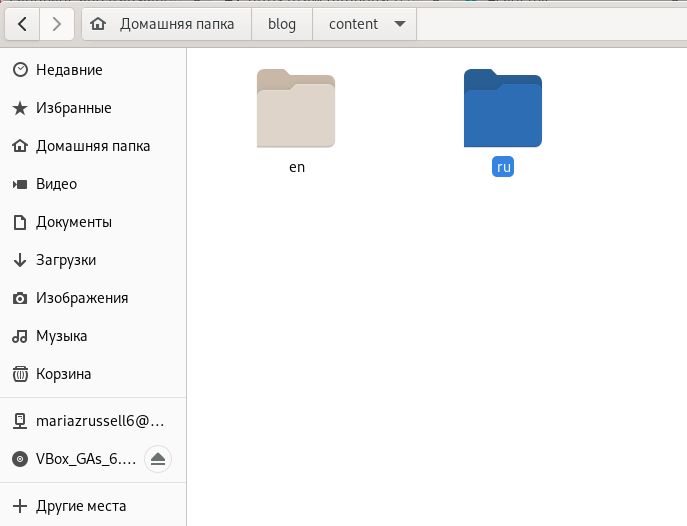 Домашняя папка blog content
Недавние
Избранные
Домашняя папка
Видео
Документы
Загрузки
Изображения
Музыка
Корзина
mariazrussell6@...
VBox_GAs_6....
Другие места
en
ru